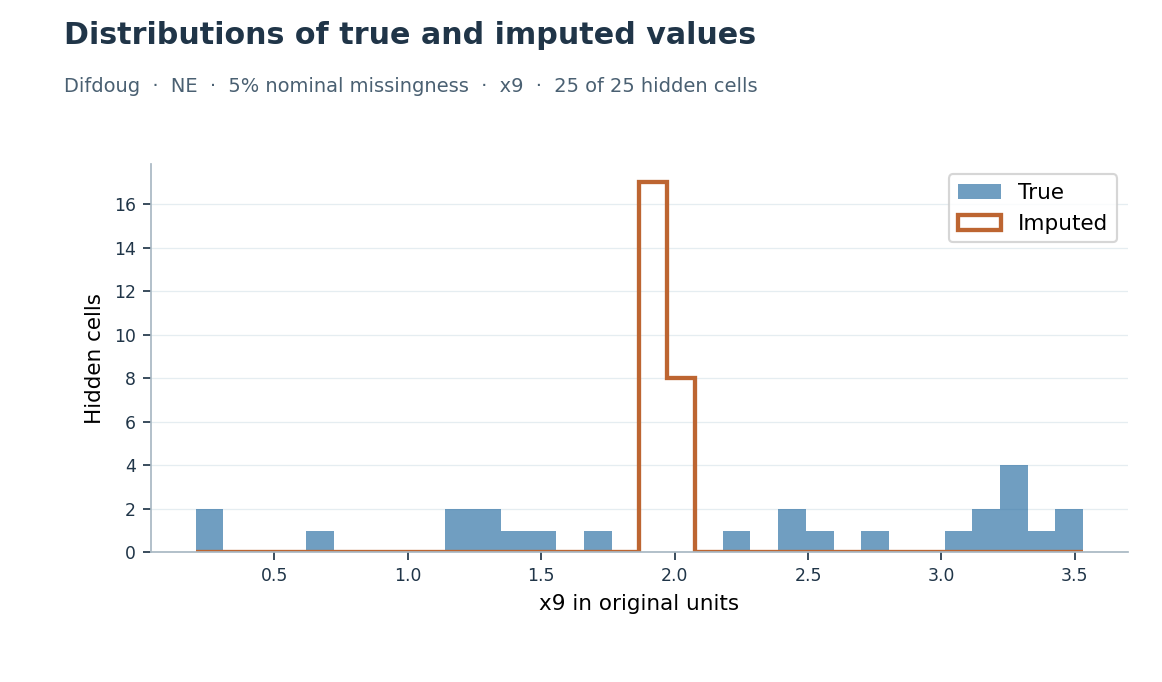 Distributions of true and imputed values
Difdoug · NE · 5% nominal missingness · x9 · 25 of 25 hidden cells
True
Imputed
Hidden cells
16
14
12
10
8
6
4
2
0
0.5 1.0 1.5 2.0 2.5 3.0 3.5
x9 in original units